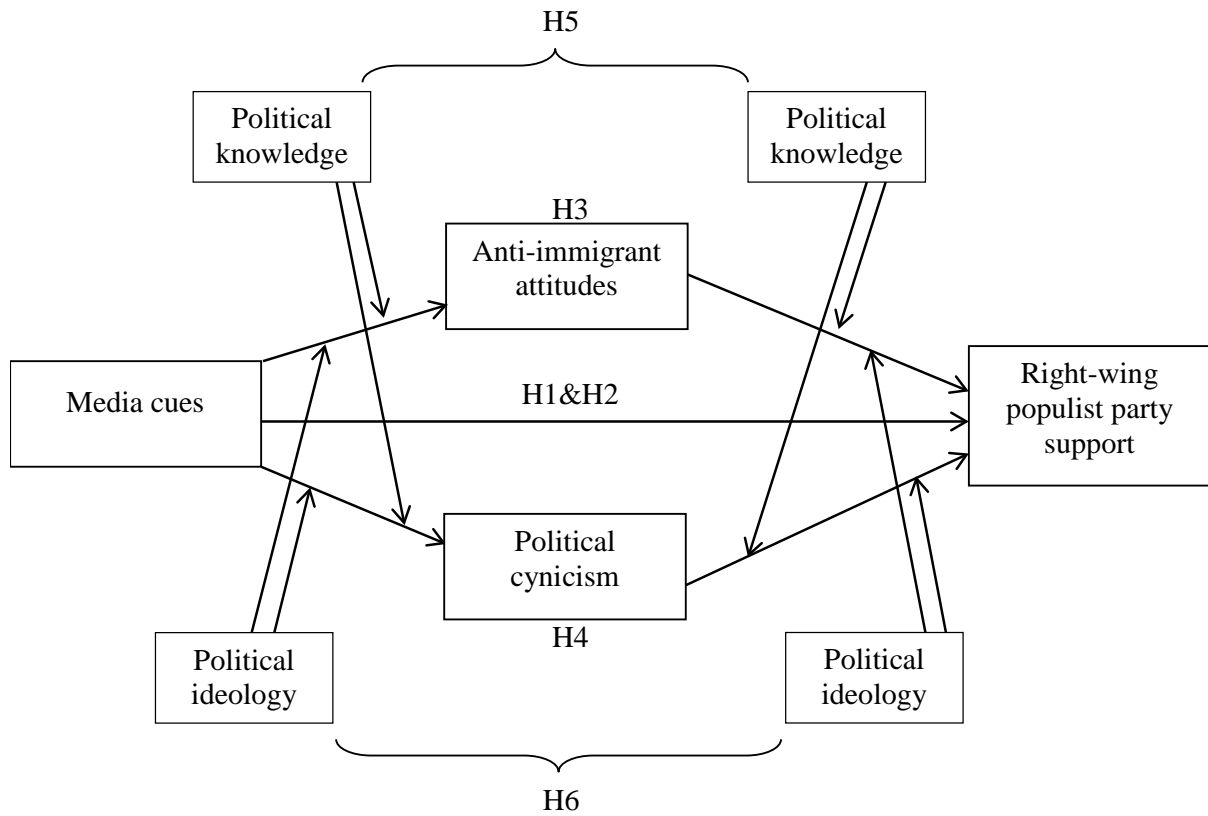 H5
Political
knowledge
Political
knowledge
H3
Anti-immigrant
attitudes
Media cues
H1&H2
Right-wing
populist party
support
Political
cynicism
H4
Political
ideology
Political
ideology
H6